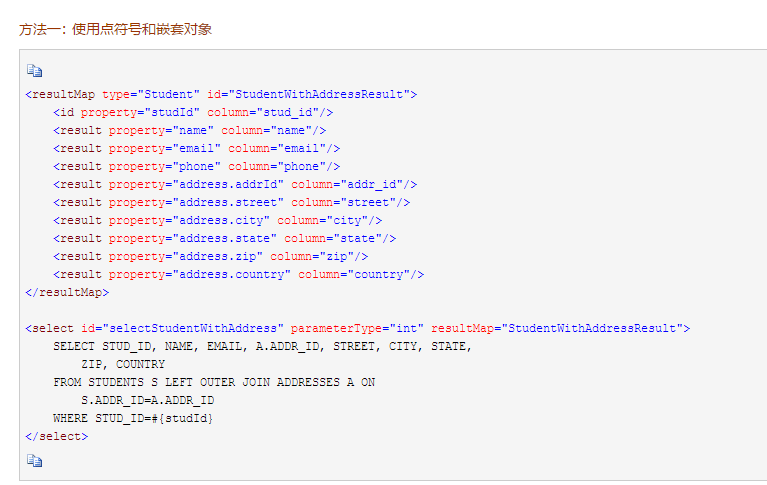 方法一：使用点符号和嵌套对象
<resultMap type="Student" id="StudentWithAddressResult">
    <id property="studId" column="stud_id"/>
    <result property="name" column="name"/>
    <result property="email" column="email"/>
    <result property="phone" column="phone"/>
    <result property="address.addrId" column="addr_id"/>
    <result property="address.street" column="street"/>
    <result property="address.city" column="city"/>
    <result property="address.state" column="state"/>
    <result property="address.zip" column="zip"/>
    <result property="address.country" column="country"/>
</resultMap>
<select id="selectStudentWithAddress" parameterType="int" resultMap="StudentWithAddressResult">
    SELECT STUD_ID, NAME, EMAIL, A.ADDR_ID, STREET, CITY, STATE,
        ZIP, COUNTRY
    FROM STUDENTS S LEFT OUTER JOIN ADDRESSES A ON
        S.ADDR_ID=A.ADDR_ID
    WHERE STUD_ID=#{studId}
</select>